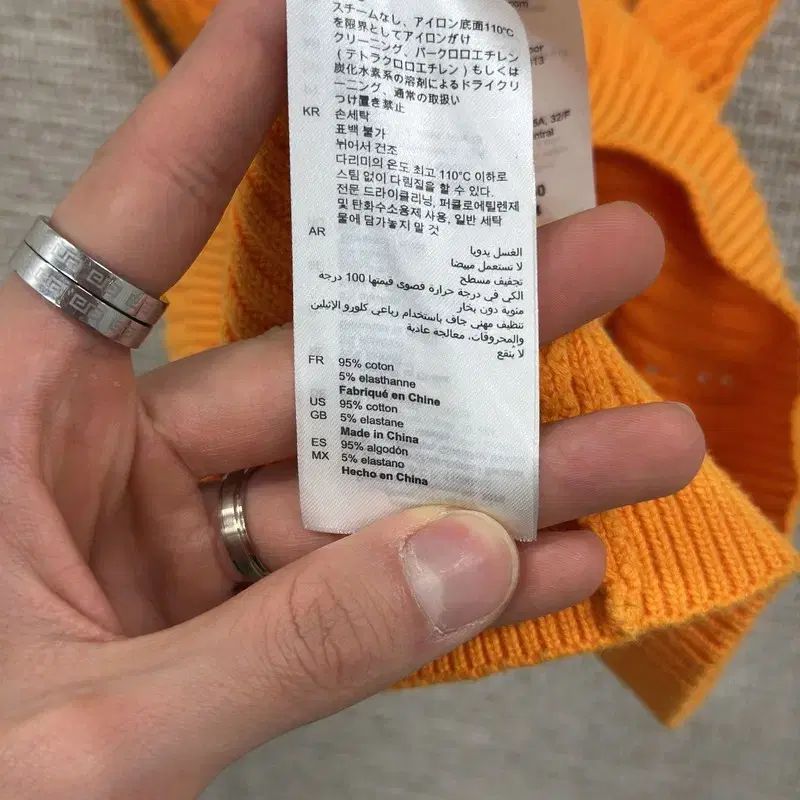 スチームなし、アイロン底面110℃
を限界としてアイロンがけ
クリーニング、パークロロエチレン
(テトラクロロエチレン)もしくは
炭化水素系の溶剤によるドライクリ
ーニング、通常の取扱い
つけ置き禁止
KR 손세탁
표백 불가
뉘어서 건조
다리미의 온도 최고 110°C 이하로
스팀 없이 다림질을 할 수 있다.
전문 드라이클리닝, 퍼클로에틸렌제
및 탄화수소용제 사용, 일반 세탁
물에 담가놓지 말 것
AR
الغسل يدويا
لا تستعمل مبيضا
تجفيف مسطح
الكي في درجة حرارة قصوى قيمتها 100 درجة
مئوية دون بخار
تنظيف مهني جاف باستخدام رباعي كلورو الإثيلين
والمحروقات. معالجة عادية
لا يُنقع
FR 95% coton
5% elasthanne
Fabriqué en Chine
US 95% cotton
GB 5% elastane
Made in China
ES 95% algodón
MX 5% elastano
Hecho en China
5A, 32/F